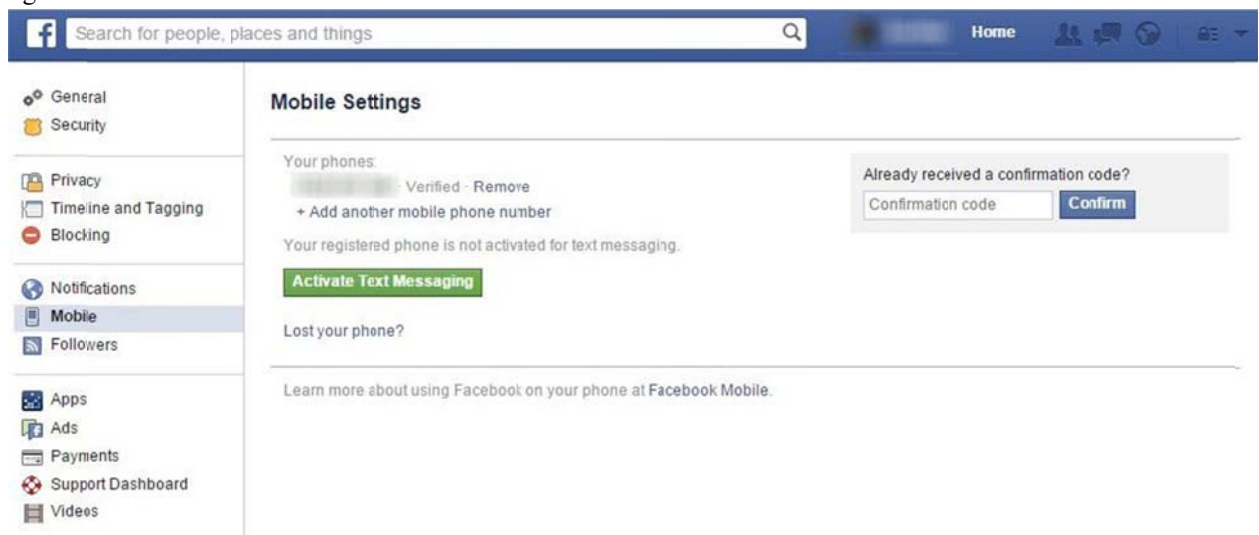 f Search for people, places and things
Home
General
Security
Privacy
Timeline and Tagging
Blocking
Notifications
Mobile
Followers
Apps
Ads
Payments
Support Dashboard
Videos
Mobile Settings
Your phones:
· Verified · Remove
+ Add another mobile phone number
Your registered phone is not activated for text messaging.
Activate Text Messaging
Lost your phone?
Learn more about using Facebook on your phone at Facebook Mobile.
Already received a confirmation code?
Confirmation code Confirm